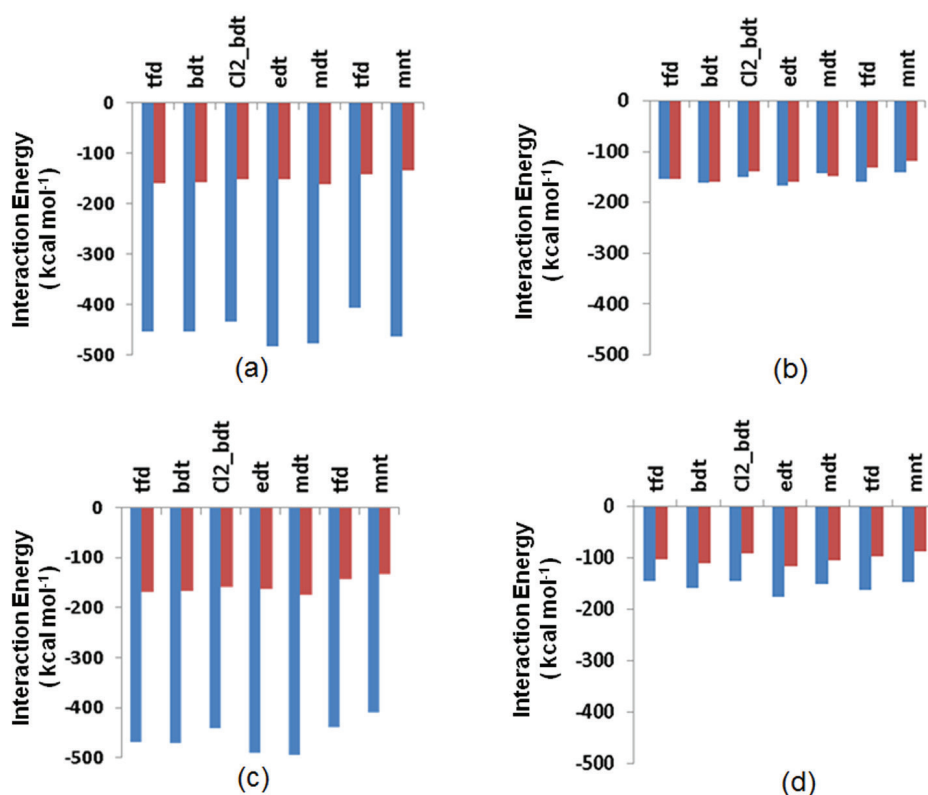 tfd
bdt
Cl2_bdt
edt
mdt
tfd
mnt
0
-100
-200
-300
-400
-500
Interaction Energy
( kcal mol-1)
(a)
tfd
bdt
Cl2_bdt
edt
mdt
tfd
mnt
0
-100
-200
-300
-400
-500
Interaction Energy
( kcal mol-1)
(b)
tfd
bdt
Cl2_bdt
edt
mdt
tfd
mnt
0
-100
-200
-300
-400
-500
Interaction Energy
( kcal mol-1)
(c)
tfd
bdt
Cl2_bdt
edt
mdt
tfd
mnt
0
-100
-200
-300
-400
-500
Interaction Energy
( kcal mol-1)
(d)